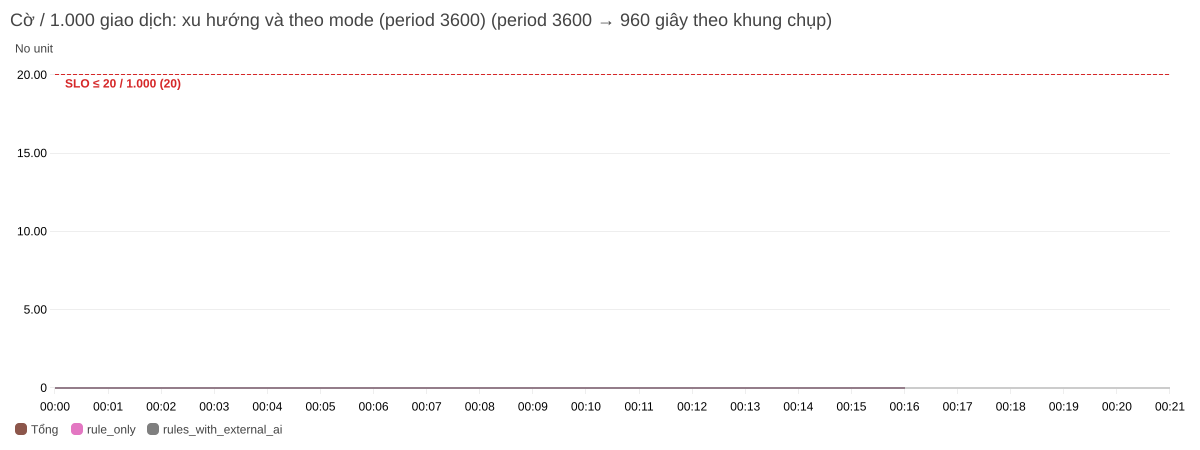 Cờ / 1.000 giao dịch: xu hướng và theo mode (period 3600) (period 3600 → 960 giây theo khung chụp)
No unit
20.00
SLO ≤ 20 / 1.000 (20)
15.00
10.00
5.00
0
00:00 00:01 00:02 00:03 00:04 00:05 00:06 00:07 00:08 00:09 00:10 00:11 00:12 00:13 00:14 00:15 00:16 00:17 00:18 00:19 00:20 00:21
Tổng rule_only rules_with_external_ai